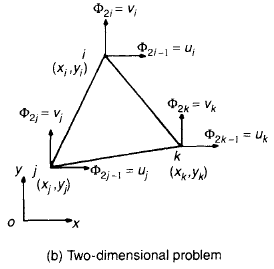 Φ₂ᵢ = vᵢ
i
Φ₂ᵢ₋₁ = uᵢ
(xᵢ,yᵢ)
Φ₂ⱼ = vⱼ
Φ₂ₖ = vₖ
Φ₂ₖ₋₁ = uₖ
j
Φ₂ⱼ₋₁ = uⱼ
k
(xⱼ,yⱼ)
(xₖ,yₖ)
y
o
x
(b) Two-dimensional problem